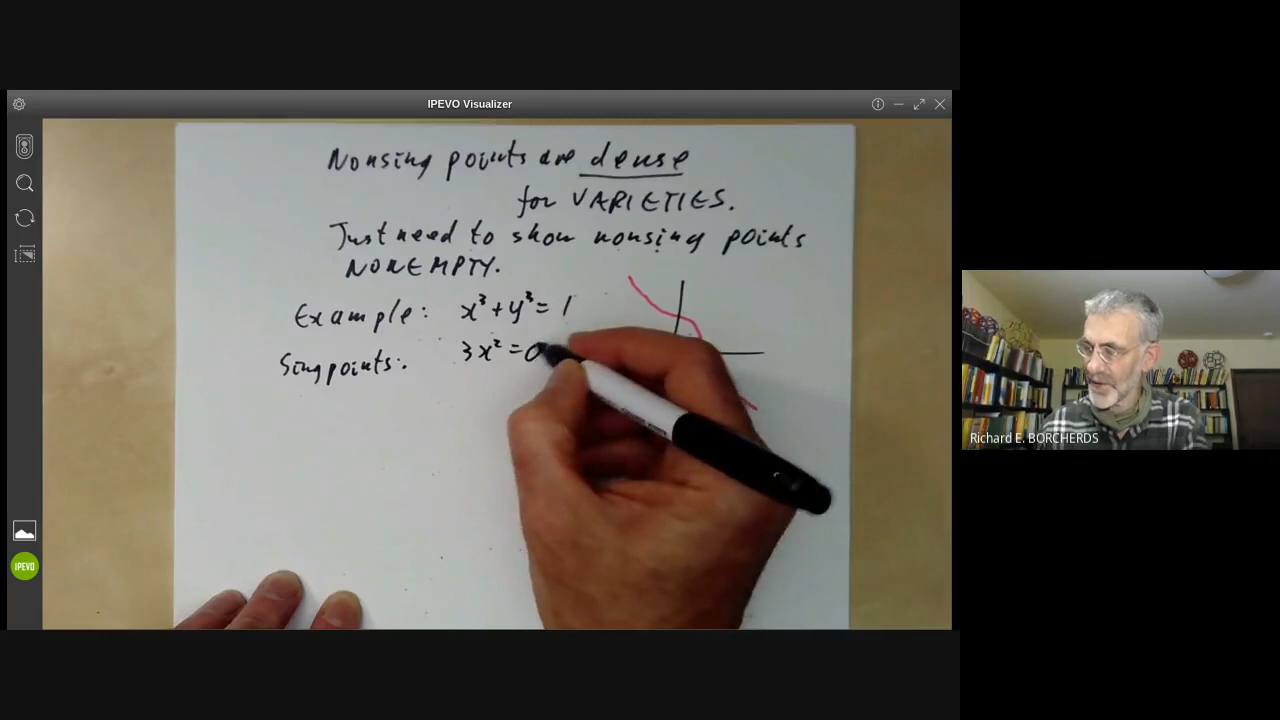 IPEVO Visualizer
Nonsing points are dense
for VARIETIES.
Just need to show nonsing points
NONEMPTY.
Example: x³+y³=1
Sing points: 3x²=0
Richard E. BORCHERDS
IPEVO